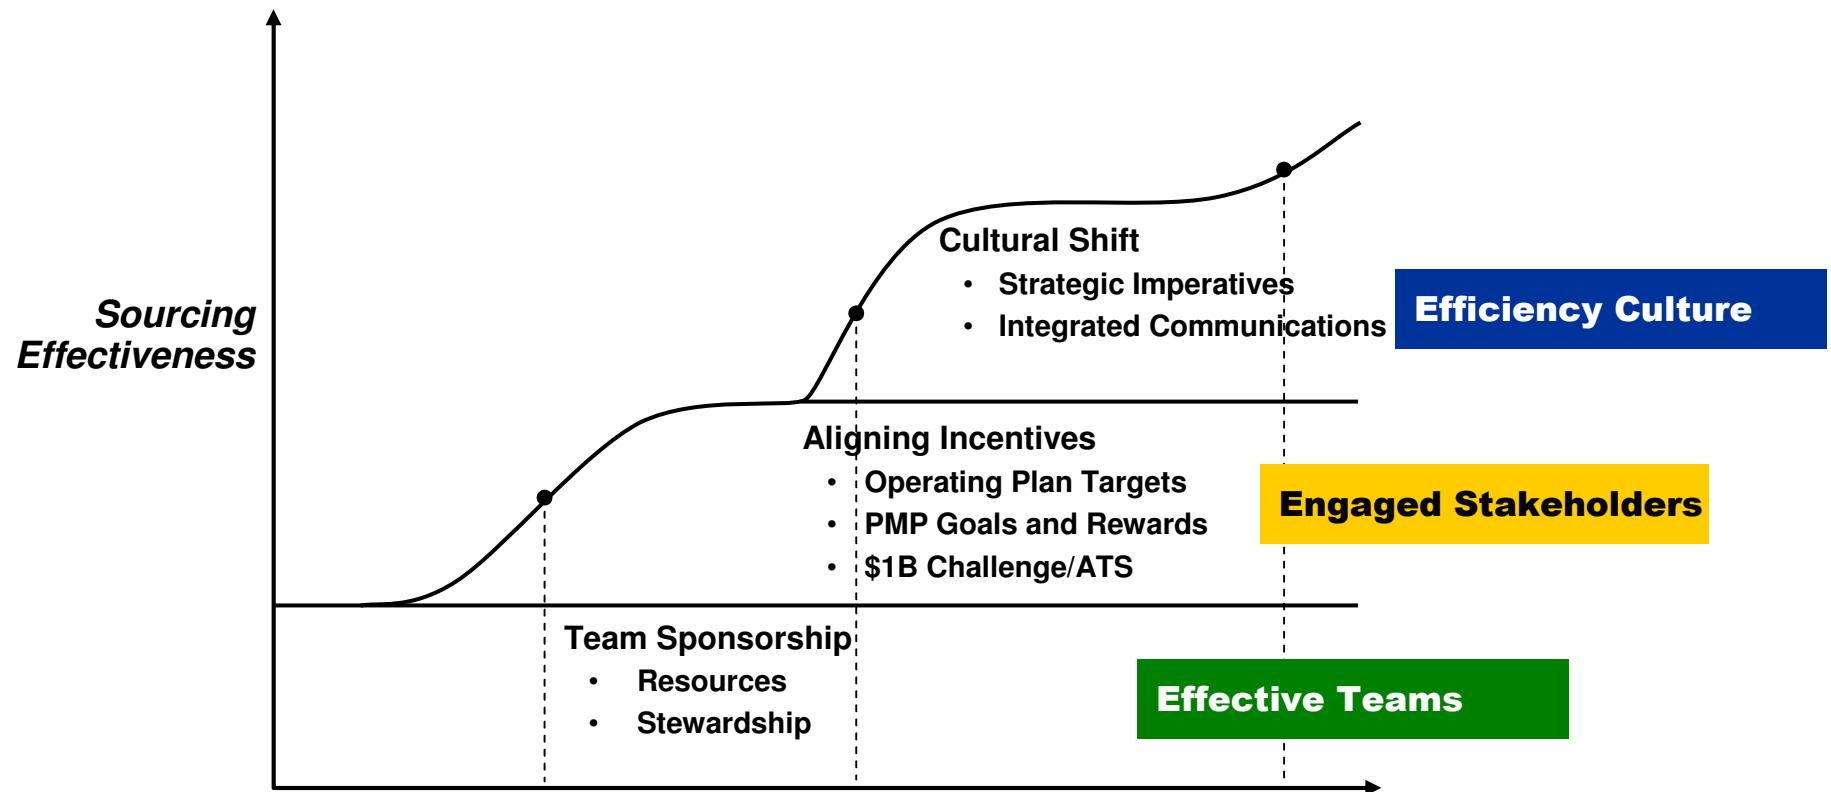 Sourcing
Effectiveness
Cultural Shift
• Strategic Imperatives
• Integrated Communications
Efficiency Culture
Aligning Incentives
• Operating Plan Targets
• PMP Goals and Rewards
• $1B Challenge/ATS
Engaged Stakeholders
Team Sponsorship
• Resources
• Stewardship
Effective Teams